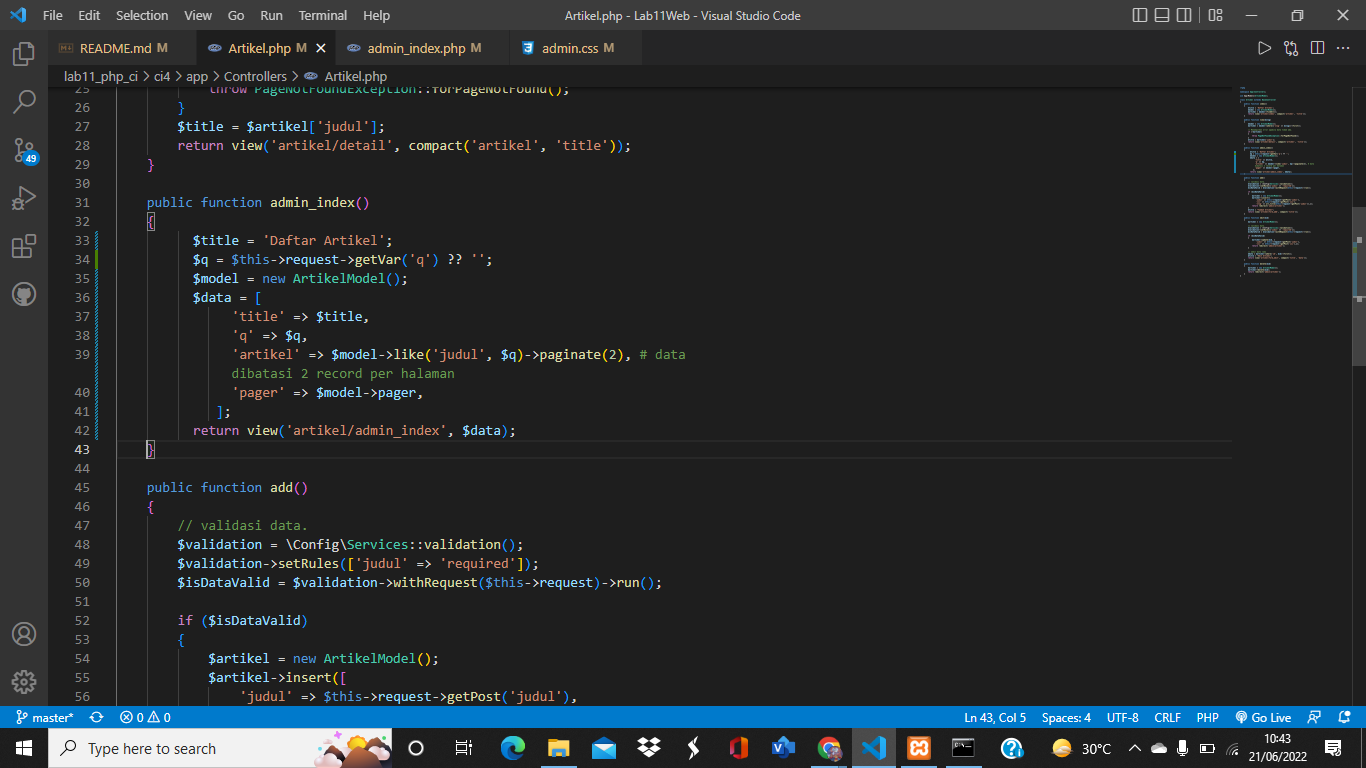 File Edit Selection View Go Run Terminal Help Artikel.php - Lab11Web - Visual Studio Code
README.md M Artikel.php M admin_index.php M admin.css M
lab11_php_ci > ci4 > app > Controllers > Artikel.php
25 throw PageNotFoundException::forPageNotFound();
26 }
27 $title = $artikel['judul'];
28 return view('artikel/detail', compact('artikel', 'title'));
29 }
30
31 public function admin_index()
32 {
33 $title = 'Daftar Artikel';
34 $q = $this->request->getVar('q') ?? '';
35 $model = new ArtikelModel();
36 $data = [
37 'title' => $title,
38 'q' => $q,
39 'artikel' => $model->like('judul', $q)->paginate(2), # data
dibatasi 2 record per halaman
40 'pager' => $model->pager,
41 ];
42 return view('artikel/admin_index', $data);
43 }
44
45 public function add()
46 {
47 // validasi data.
48 $validation = \Config\Services::validation();
49 $validation->setRules(['judul' => 'required']);
50 $isDataValid = $validation->withRequest($this->request)->run();
51
52 if ($isDataValid)
53 {
54 $artikel = new ArtikelModel();
55 $artikel->insert([
56 'judul' => $this->request->getPost('judul'),
49
master* 0 0 Ln 43, Col 5 Spaces: 4 UTF-8 CRLF PHP Go Live
Type here to search 30°C 10:43
21/06/2022